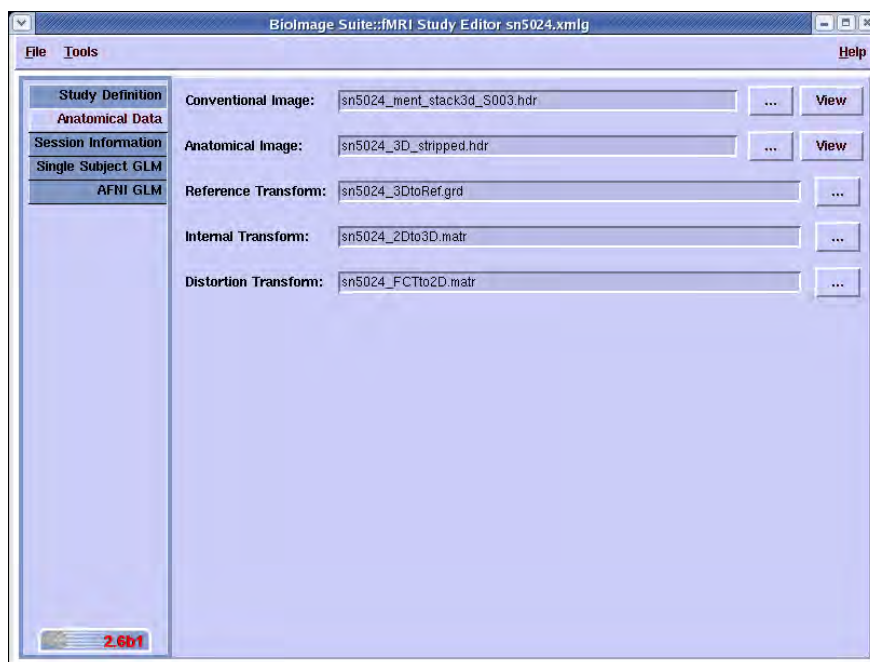 BioImage Suite::fMRI Study Editor sn5024.xmlg
File Tools Help
Study Definition
Anatomical Data
Session Information
Single Subject GLM
AFNI GLM
Conventional Image: sn5024_ment_stack3d_S003.hdr ... View
Anatomical Image: sn5024_3D_stripped.hdr ... View
Reference Transform: sn5024_3DtoRef.grd ...
Internal Transform: sn5024_2Dto3D.matr ...
Distortion Transform: sn5024_FCTto2D.matr ...
2.6b1